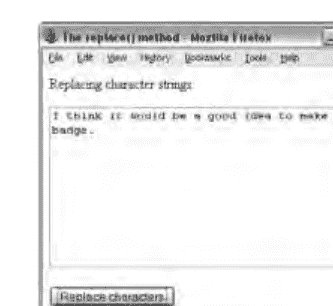 The replace() method - Mozilla Firefox
File Edit View History Bookmarks Tools Help
Replacing character strings
I think it would be a good idea to make
badge.
Replace characters